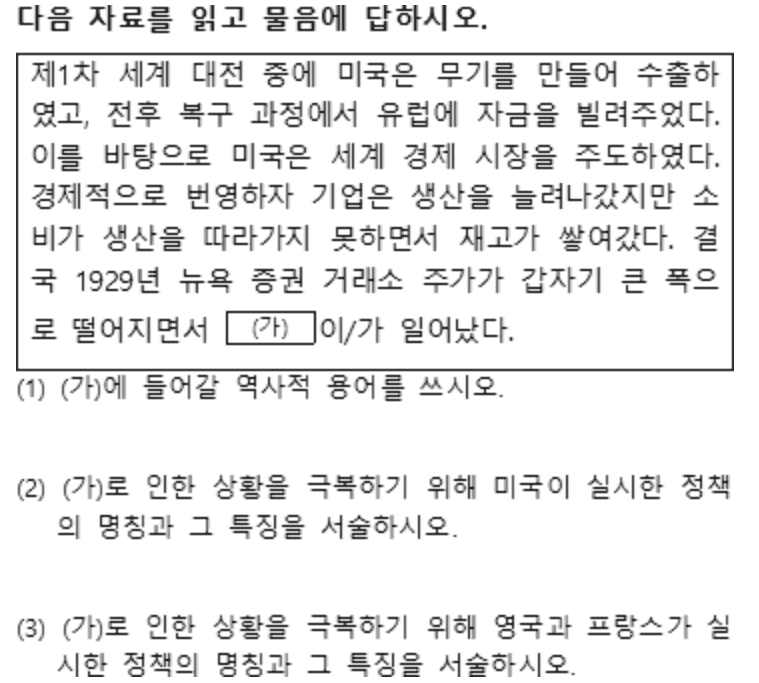 다음 자료를 읽고 물음에 답하시오.
제1차 세계 대전 중에 미국은 무기를 만들어 수출하
였고, 전후 복구 과정에서 유럽에 자금을 빌려주었다.
이를 바탕으로 미국은 세계 경제 시장을 주도하였다.
경제적으로 번영하자 기업은 생산을 늘려나갔지만 소
비가 생산을 따라가지 못하면서 재고가 쌓여갔다. 결
국 1929년 뉴욕 증권 거래소 주가가 갑자기 큰 폭으
로 떨어지면서 (가) 이/가 일어났다.
(1) (가)에 들어갈 역사적 용어를 쓰시오.
(2) (가)로 인한 상황을 극복하기 위해 미국이 실시한 정책
의 명칭과 그 특징을 서술하시오.
(3) (가)로 인한 상황을 극복하기 위해 영국과 프랑스가 실
시한 정책의 명칭과 그 특징을 서술하시오.